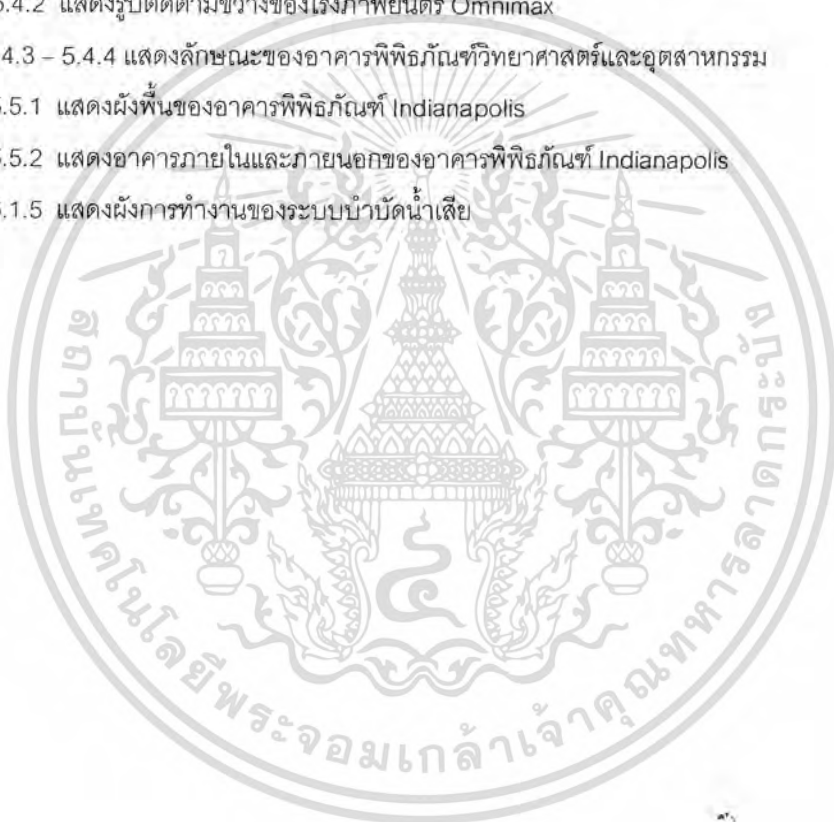 5.4.2 แสดงรูปตัดตามขวางของโรงภาพยนตร์ Omnimax
4.3 – 5.4.4 แสดงลักษณะของอาคารพิพิธภัณฑ์วิทยาศาสตร์และอุตสาหกรรม
5.5.1 แสดงผังพื้นของอาคารพิพิธภัณฑ์ Indianapolis
5.5.2 แสดงอาคารภายในและภายนอกของอาคารพิพิธภัณฑ์ Indianapolis
5.1.5 แสดงผังการทำงานของระบบบำบัดน้ำเสีย
สถาบันเทคโนโลยีพระจอมเกล้าเจ้าคุณทหารลาดกระบัง